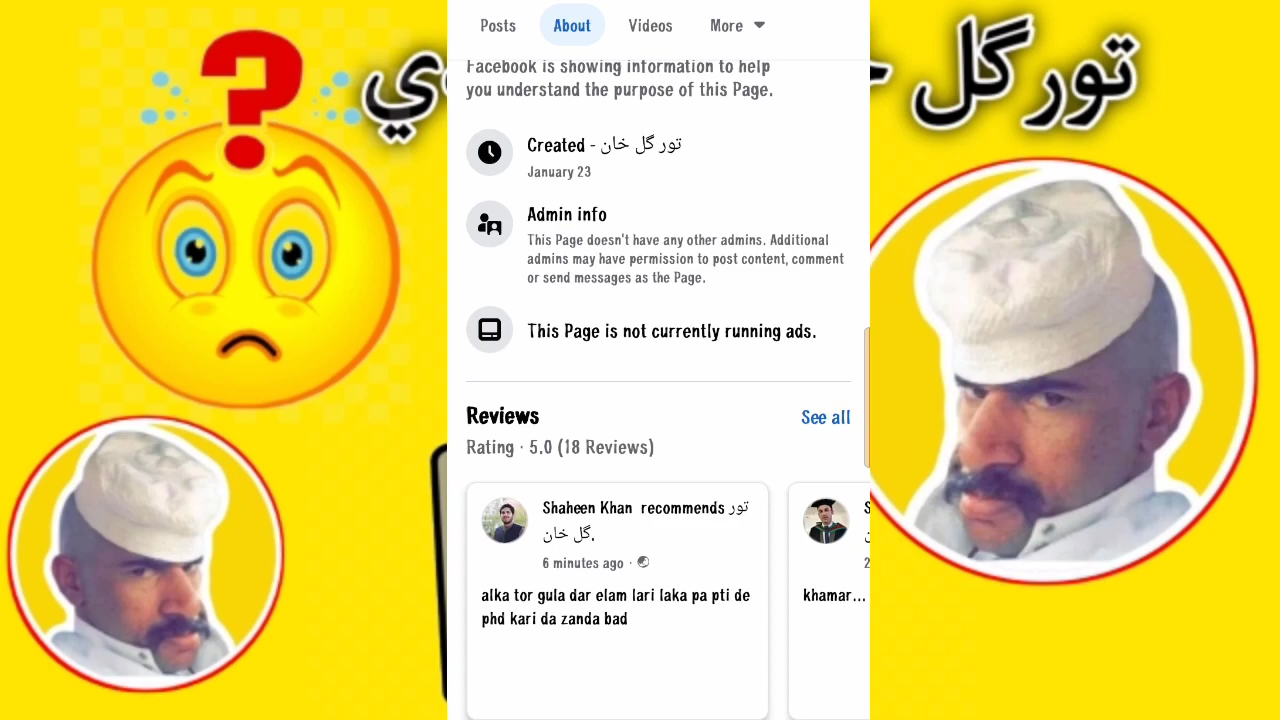 Posts About Videos More
Facebook is showing information to help
you understand the purpose of this Page.
Created - تور گل خان
January 23
Admin info
This Page doesn't have any other admins. Additional
admins may have permission to post content, comment
or send messages as the Page.
This Page is not currently running ads.
Reviews
See all
Rating · 5.0 (18 Reviews)
Shaheen Khan recommends تور
گل خان.
6 minutes ago ·
alka tor gula dar elam lari laka pa pti de
phd kari da zanda bad
khamar...
تورگل
?